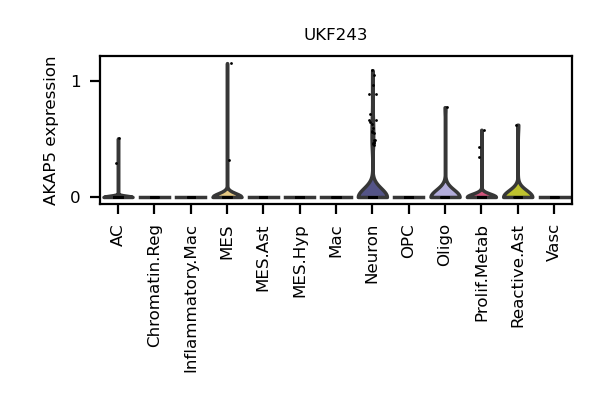 UKF243
AKAP5 expression
1
0
AC
Chromatin.Reg
Inflammatory.Mac
MES
MES.Ast
MES.Hyp
Mac
Neuron
OPC
Oligo
Prolif.Metab
Reactive.Ast
Vasc